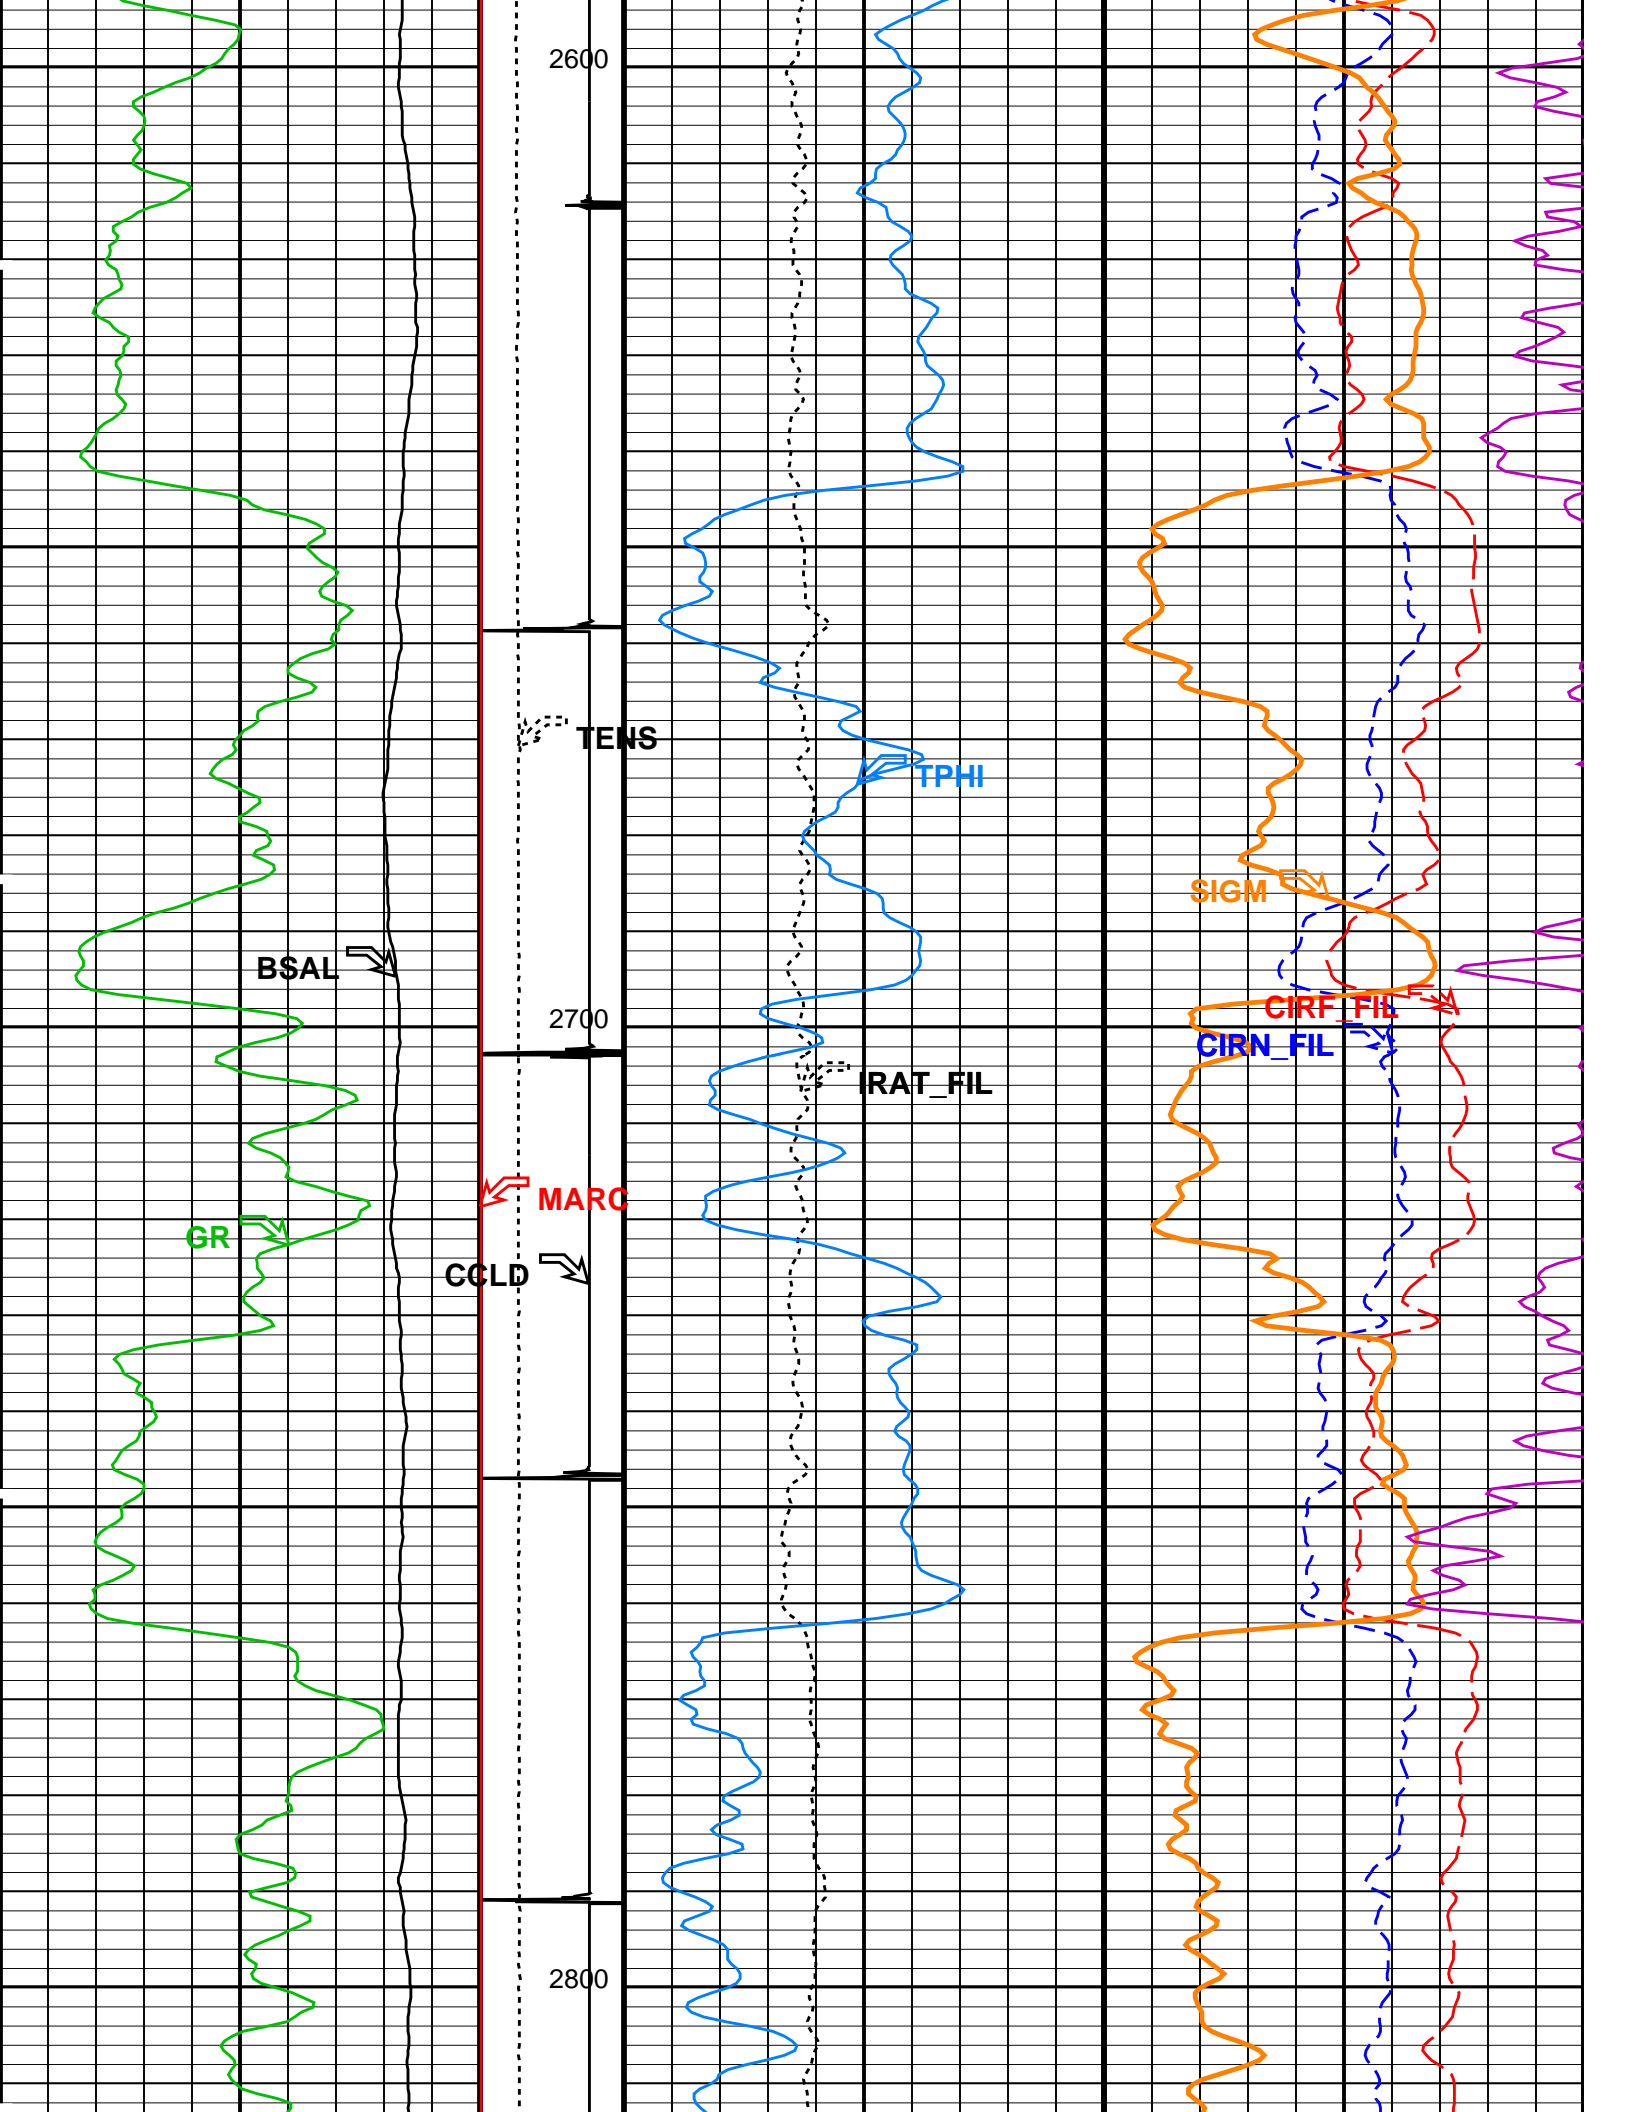 2600
TENS
TPHI
SIGM
BSAL
CIRF_FIL
2700
CIRN_FIL
IRAT_FIL
MARC
GR
CCLD
2800